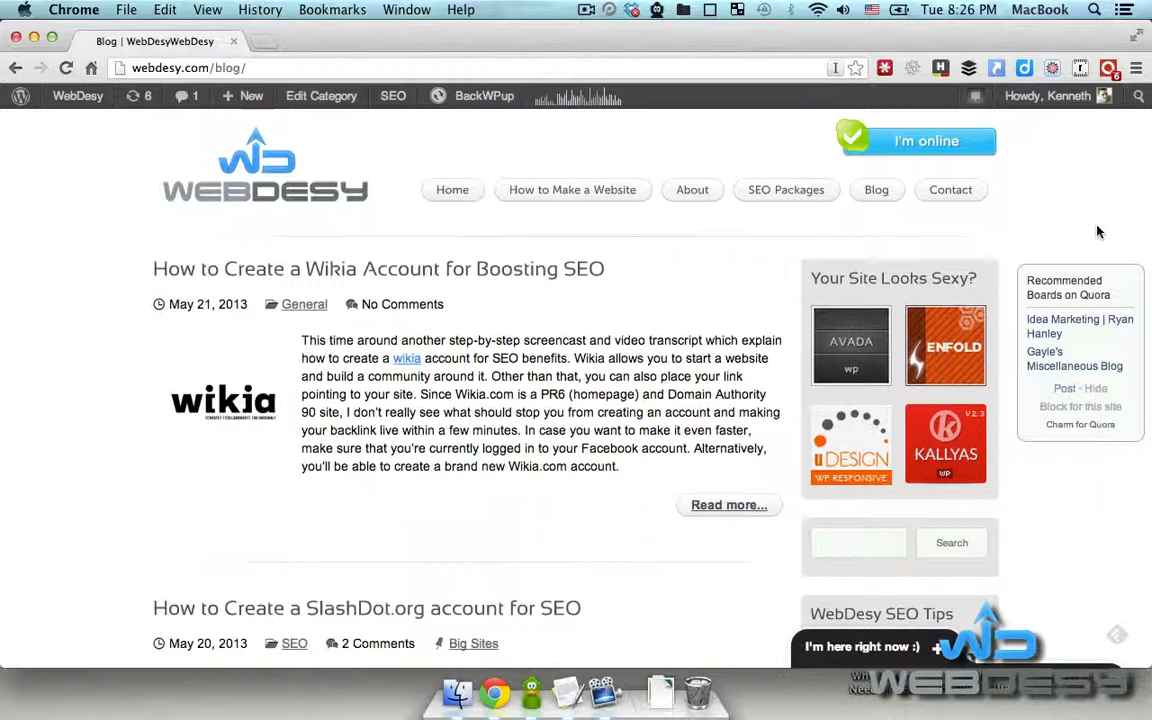 Chrome File Edit View History Bookmarks Window Help Tue 8:26 PM MacBook
Blog | WebDesyWebDesy
webdesy.com/blog/
WebDesy 6 1 + New Edit Category SEO BackWPup Howdy, Kenneth
WEBDESY
I'm online
Home How to Make a Website About SEO Packages Blog Contact
How to Create a Wikia Account for Boosting SEO
May 21, 2013 General No Comments
This time around another step-by-step screencast and video transcript which explain
how to create a wikia account for SEO benefits. Wikia allows you to start a website
and build a community around it. Other than that, you can also place your link
pointing to your site. Since Wikia.com is a PR6 (homepage) and Domain Authority
90 site, I don't really see what should stop you from creating an account and making
your backlink live within a few minutes. In case you want to make it even faster,
make sure that you're currently logged in to your Facebook account. Alternatively,
you'll be able to create a brand new Wikia.com account.
wikia
Read more...
How to Create a SlashDot.org account for SEO
May 20, 2013 SEO 2 Comments Big Sites
Your Site Looks Sexy?
AVADA
wp
ENFOLD
uDESIGN
WP RESPONSIVE
V2.3
KALLYAS
wp
Search
WebDesy SEO Tips
I'm here right now :) +
Recommended
Boards on Quora
Idea Marketing | Ryan
Hanley
Gayle's
Miscellaneous Blog
Post · Hide
Block for this site
Charm for Quora
WEBDESY